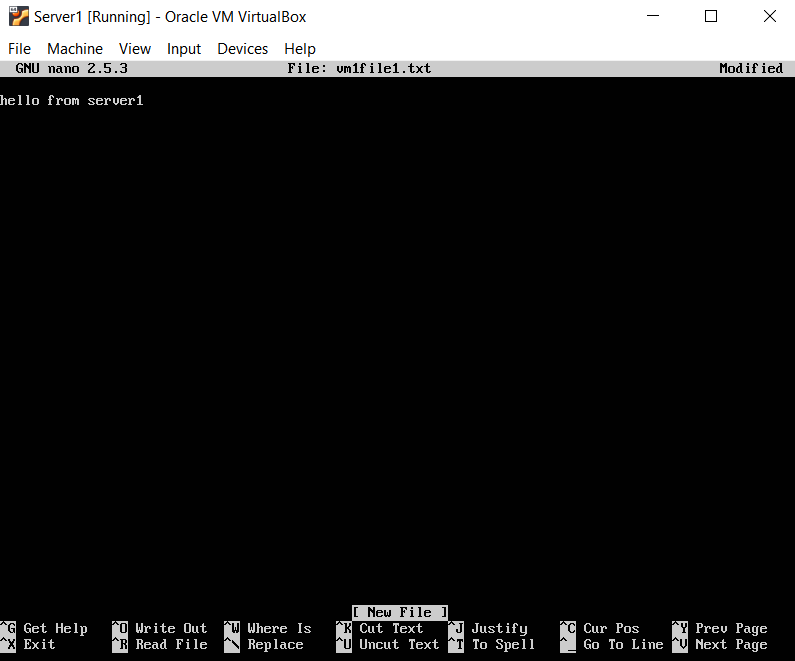 Server1 [Running] - Oracle VM VirtualBox
File Machine View Input Devices Help
GNU nano 2.5.3 File: vm1file1.txt Modified
hello from server1
[ New File ]
^G Get Help ^O Write Out ^W Where Is ^K Cut Text ^J Justify ^C Cur Pos ^Y Prev Page
^X Exit ^R Read File ^\ Replace ^U Uncut Text ^T To Spell ^_ Go To Line ^V Next Page